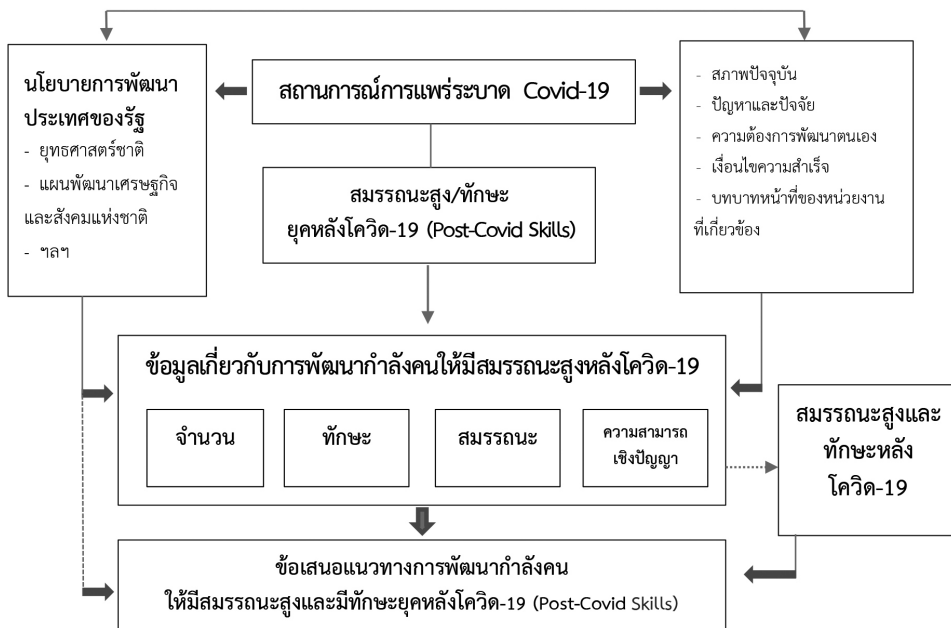 นโยบายการพัฒนา
ประเทศของรัฐ
- ยุทธศาสตร์ชาติ
- แผนพัฒนาเศรษฐกิจ
และสังคมแห่งชาติ
- ฯลฯ
สถานการณ์การแพร่ระบาด Covid-19
- สภาพปัจจุบัน
- ปัญหาและปัจจัย
- ความต้องการพัฒนาตนเอง
- เงื่อนไขความสำเร็จ
- บทบาทหน้าที่ของหน่วยงาน
ที่เกี่ยวข้อง
สมรรถนะสูง/ทักษะ
ยุคหลังโควิด-19 (Post-Covid Skills)
ข้อมูลเกี่ยวกับการพัฒนากำลังคนให้มีสมรรถนะสูงหลังโควิด-19
จำนวน
ทักษะ
สมรรถนะ
ความสามารถ
เชิงปัญญา
สมรรถนะสูงและ
ทักษะหลัง
โควิด-19
ข้อเสนอแนวทางการพัฒนากำลังคน
ให้มีสมรรถนะสูงและมีทักษะยุคหลังโควิด-19 (Post-Covid Skills)